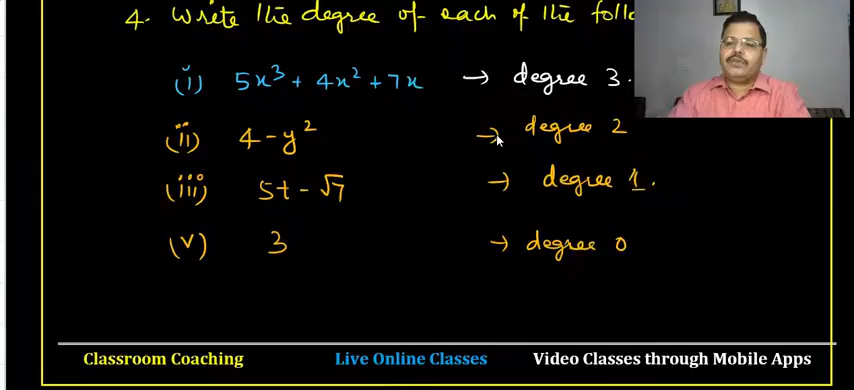 4. Write the degree of each of the foll
(i) 5x³ + 4x² + 7x → degree 3.
(ii) 4 - y² → degree 2
(iii) 5t - √7 → degree 1.
(v) 3 → degree 0
Classroom Coaching Live Online Classes Video Classes through Mobile Apps